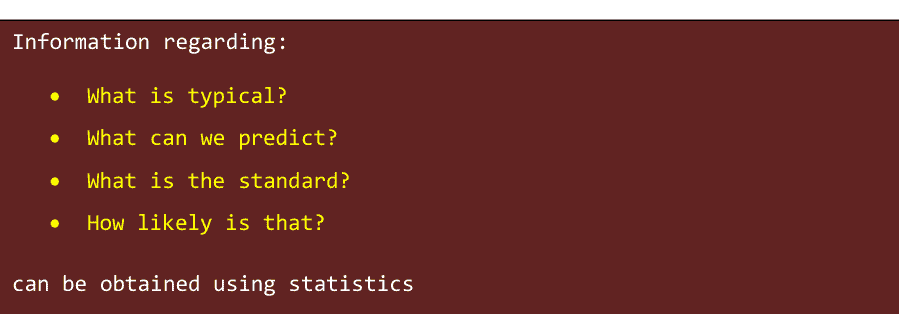 Information regarding:
• What is typical?
• What can we predict?
• What is the standard?
• How likely is that?
can be obtained using statistics